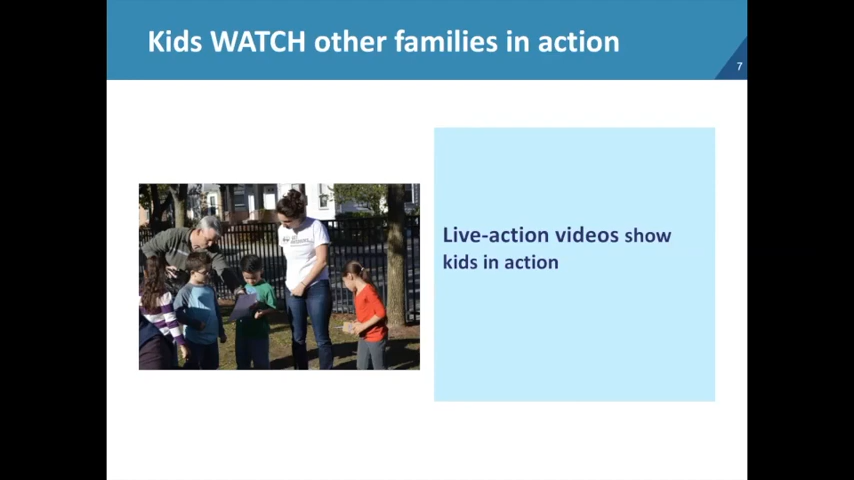 Kids WATCH other families in action
7
Live-action videos show
kids in action